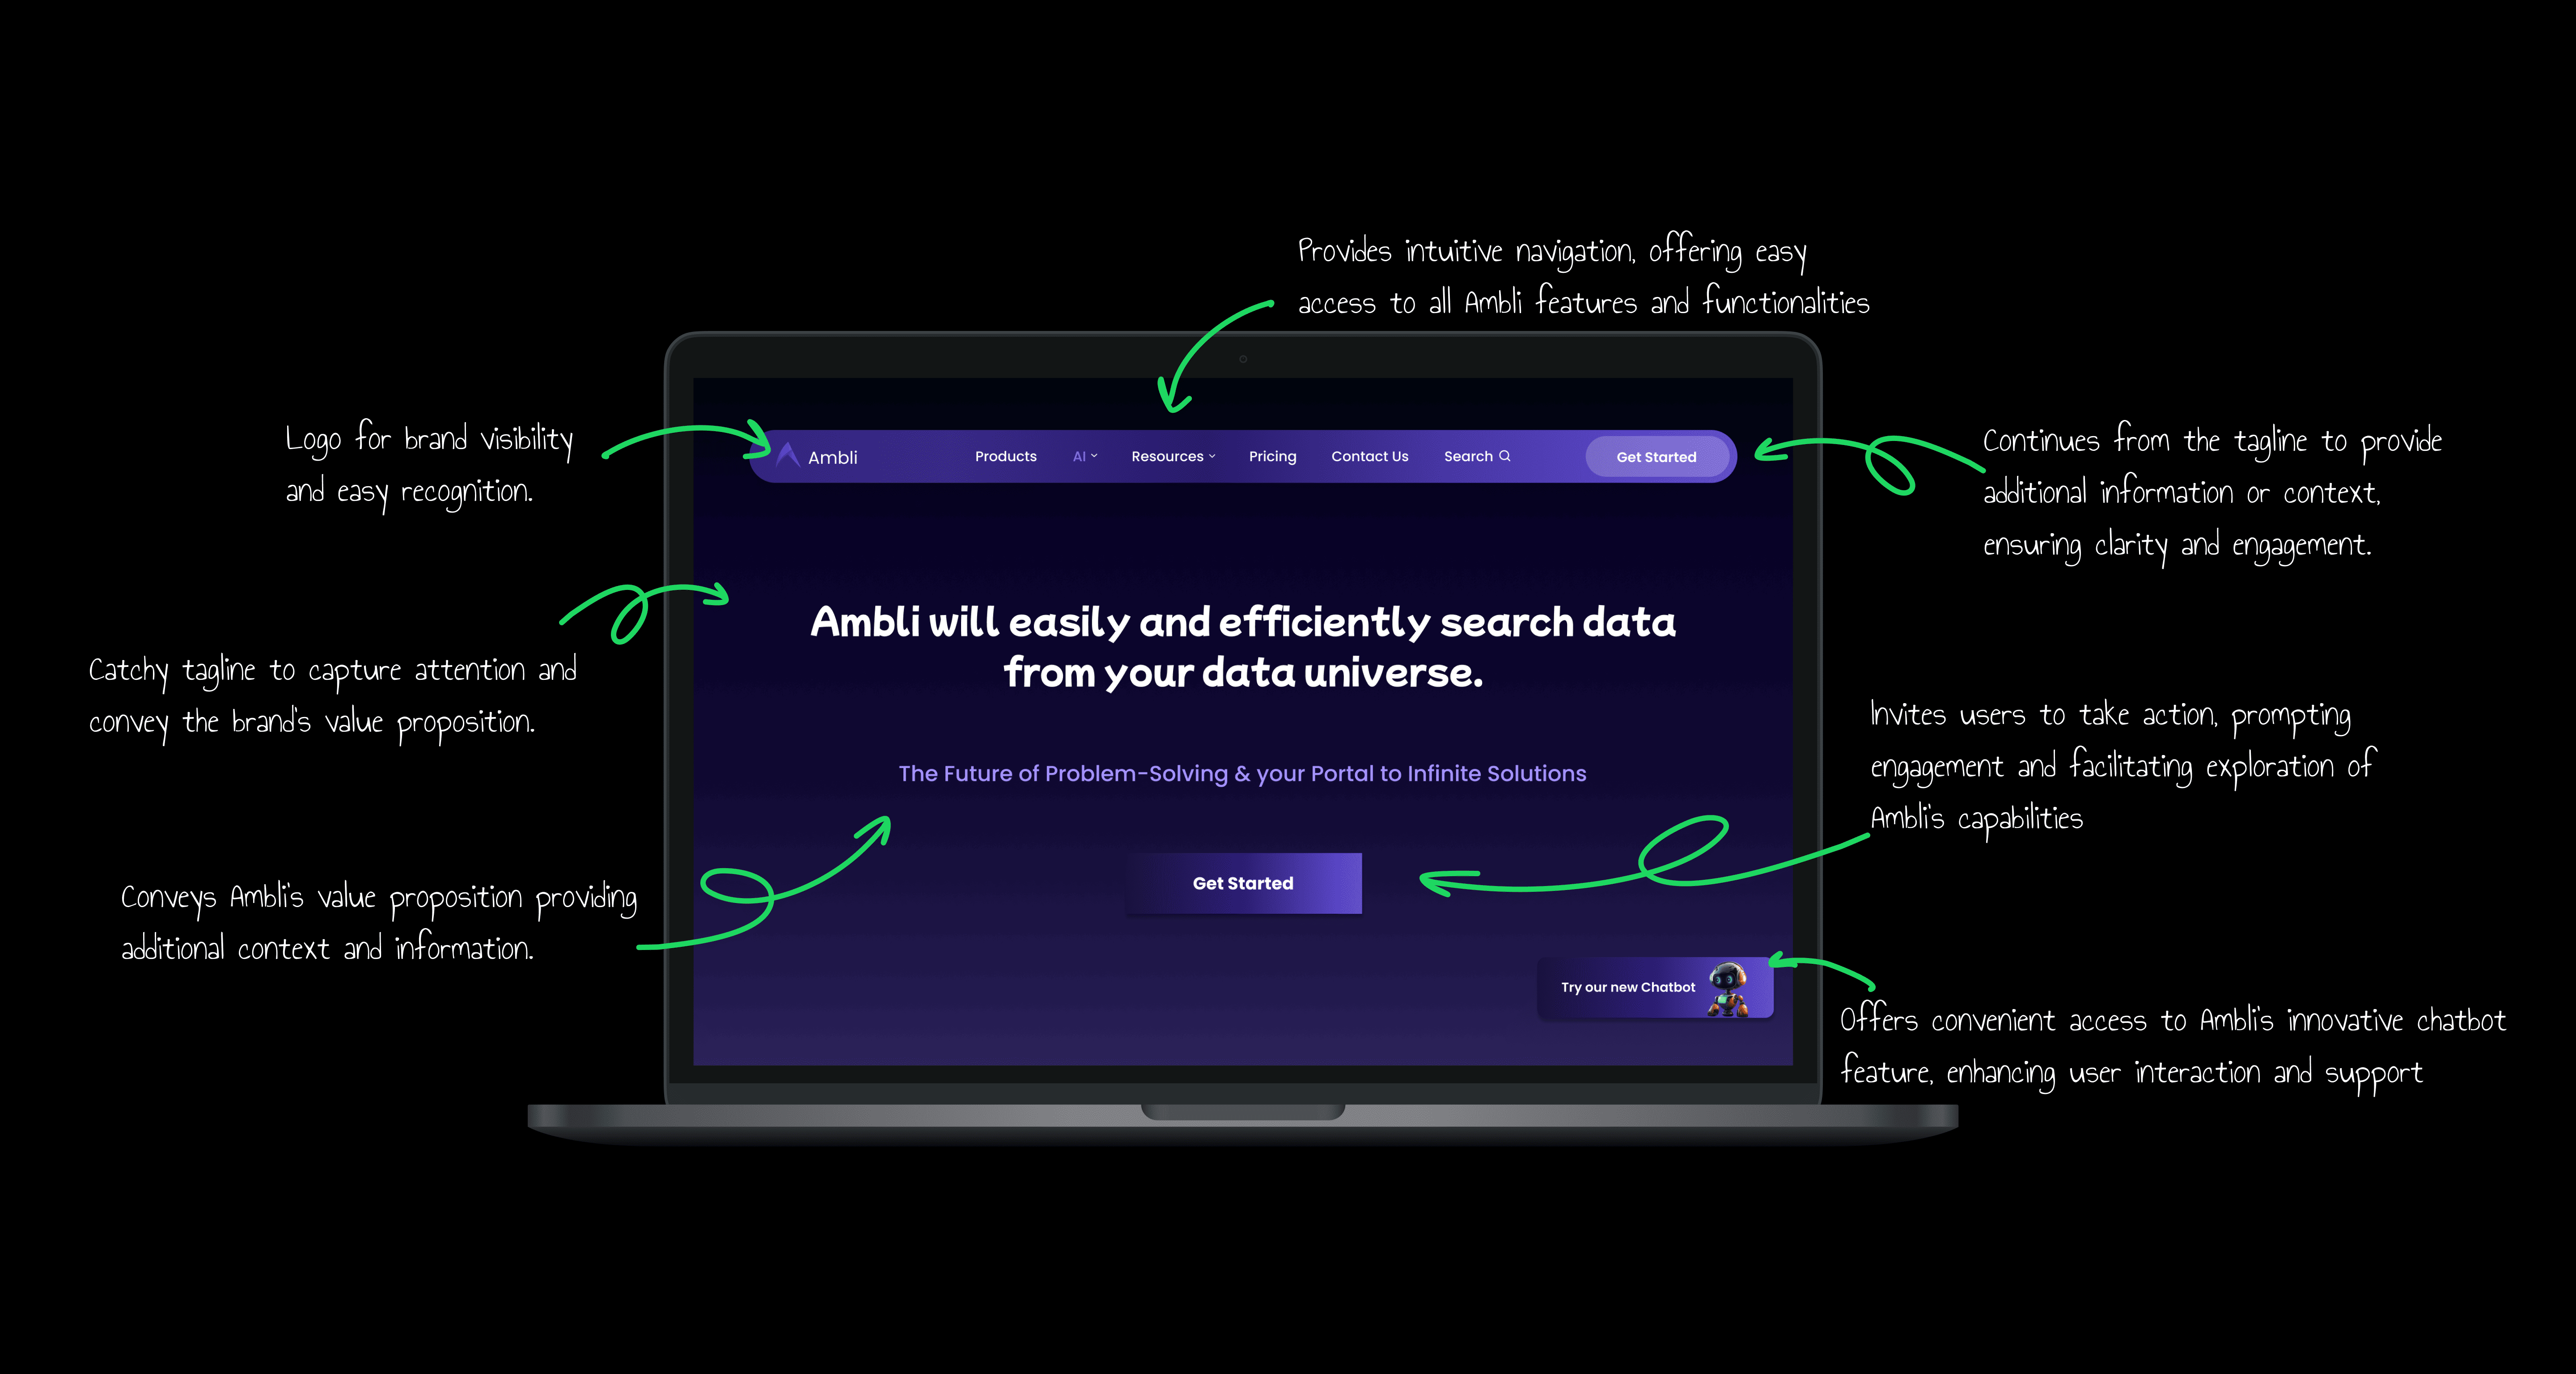 Provides intuitive navigation, offering easy
access to all Ambli features and functionalities
Logo for brand visibility
and easy recognition.
Ambli
Products
AI
Resources
Pricing
Contact Us
Search
Get Started
Continues from the tagline to provide
additional information or context,
ensuring clarity and engagement.
Catchy tagline to capture attention and
convey the brand's value proposition.
Ambli will easily and efficiently search data
from your data universe.
The Future of Problem-Solving & your Portal to Infinite Solutions
Invites users to take action, prompting
engagement and facilitating exploration of
Ambli's capabilities
Conveys Ambli's value proposition providing
additional context and information.
Get Started
Try our new Chatbot
Offers convenient access to Ambli's innovative chatbot
feature, enhancing user interaction and support